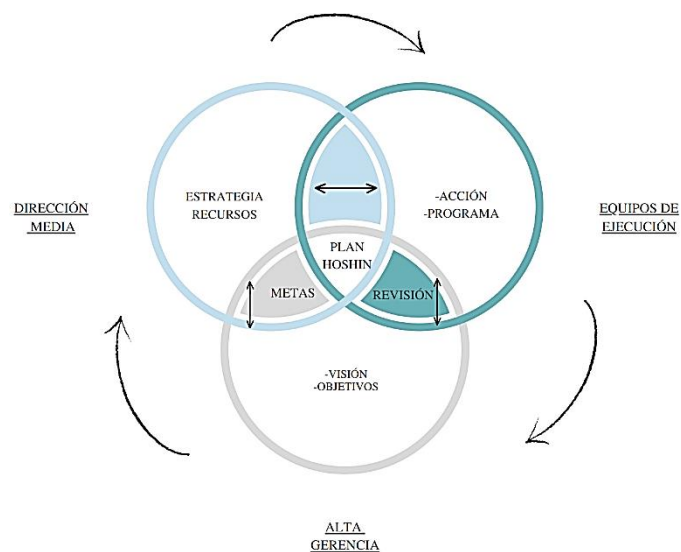 ESTRATEGIA
RECURSOS
-ACCIÓN
-PROGRAMA
DIRECCIÓN
MEDIA
EQUIPOS DE
EJECUCIÓN
PLAN
HOSHIN
METAS
REVISIÓN
-VISIÓN
-OBJETIVOS
ALTA
GERENCIA